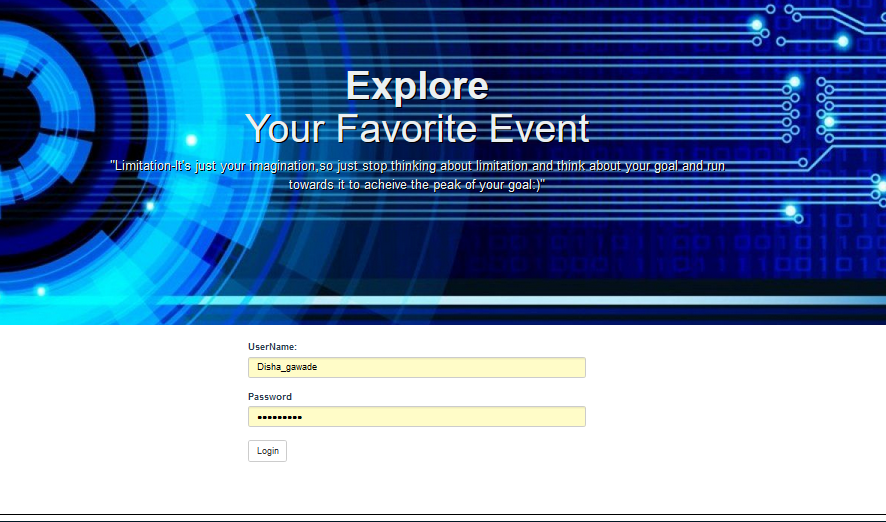 Explore
Your Favorite Event
"Limitation-It's just your imagination,so just stop thinking about limitation and think about your goal and run
towards it to acheive the peak of your goal:)"
UserName:
Disha_gawade
Password
•••••••••
Login